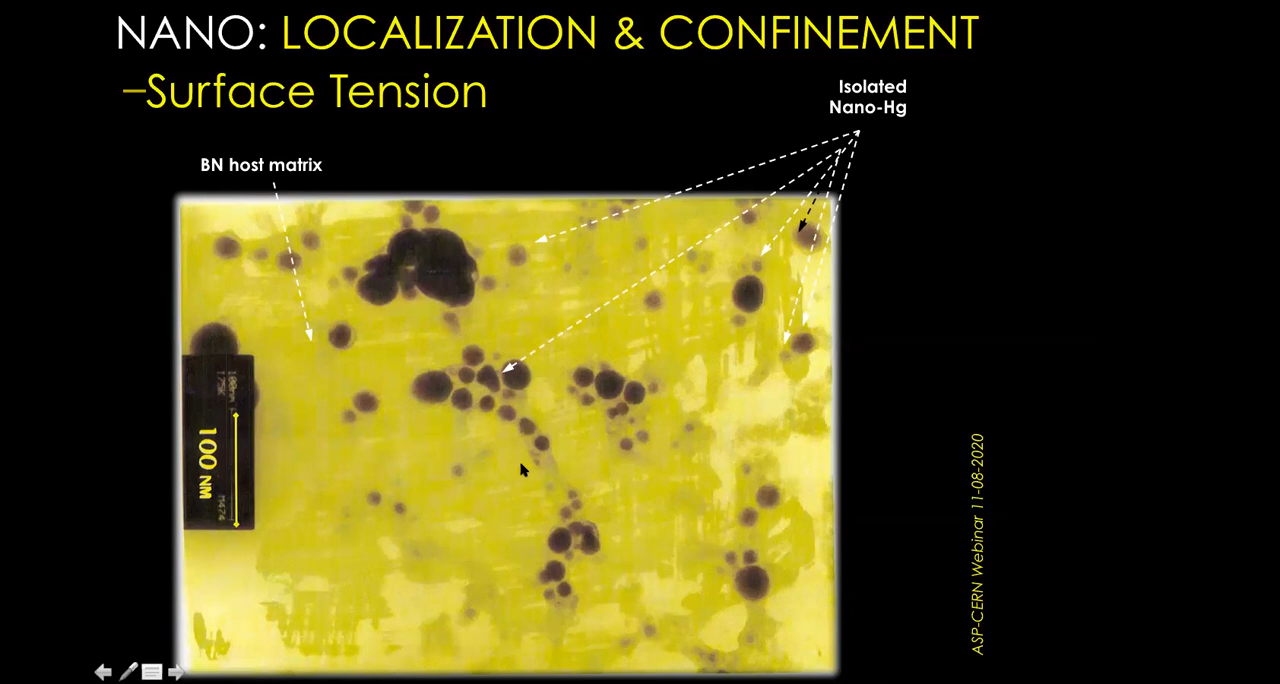 NANO: LOCALIZATION & CONFINEMENT
–Surface Tension
Isolated
Nano-Hg
BN host matrix
100 NM
ASP-CERN Webinar 11-08-2020